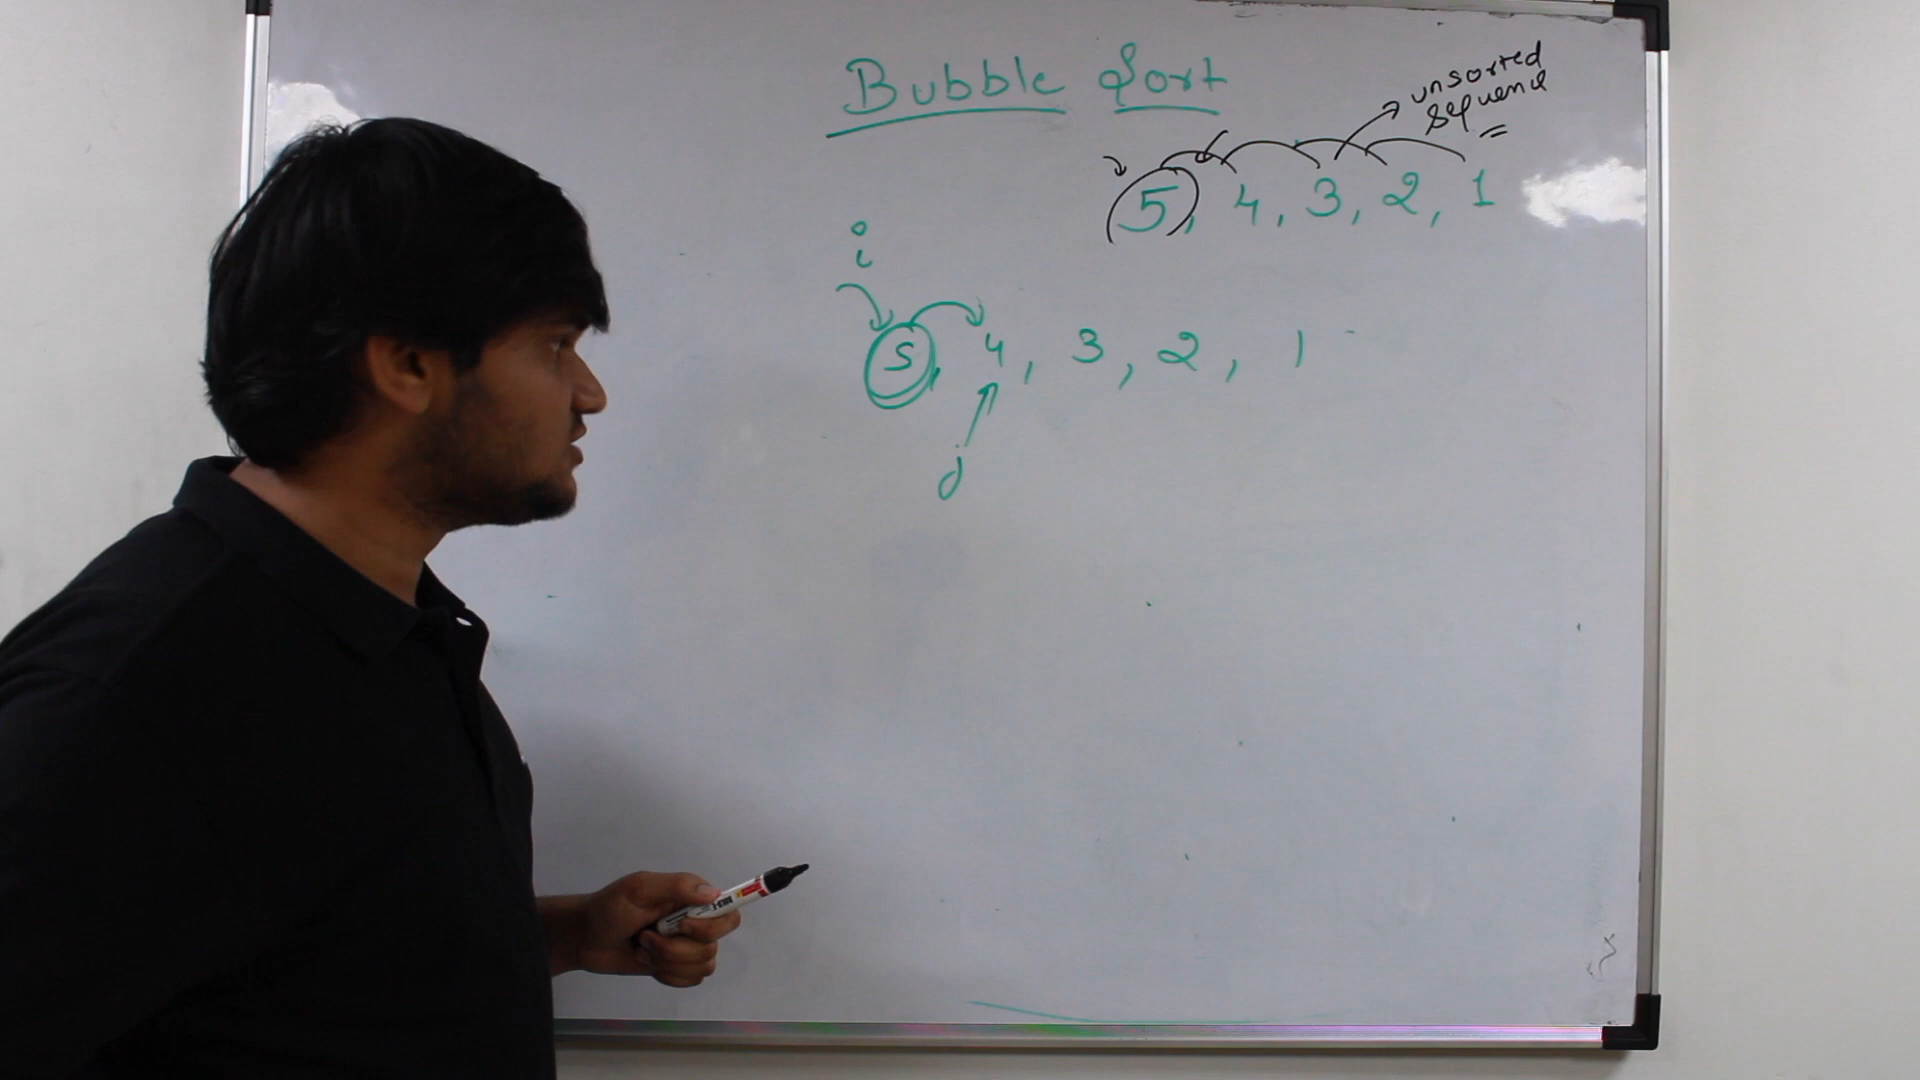 Bubble Sort
unsorted
sequence
5, 4, 3, 2, 1
i
5, 4, 3, 2, 1
j